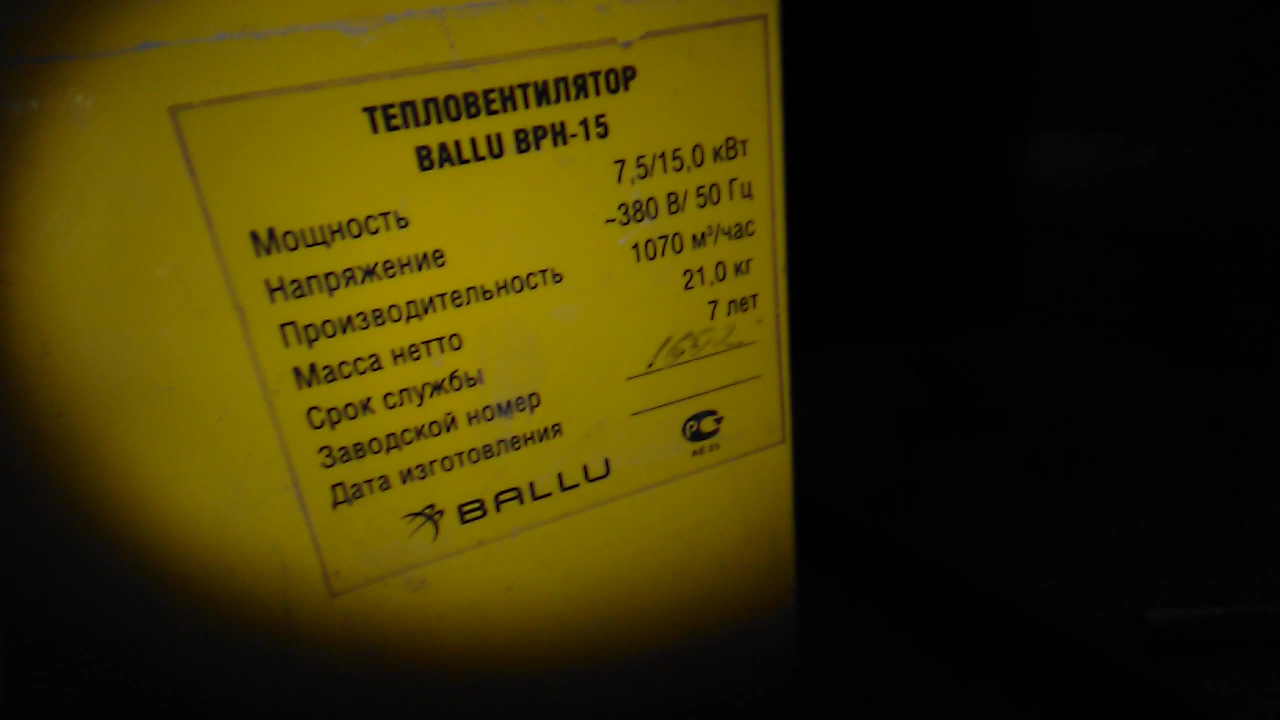 ТЕПЛОВЕНТИЛЯТОР
BALLU BPH-15
Мощность 7,5/15,0 кВт
Напряжение ~380 В/ 50 Гц
Производительность 1070 м³/час
Масса нетто 21,0 кг
Срок службы 7 лет
Заводской номер
Дата изготовления
BALLU
РС